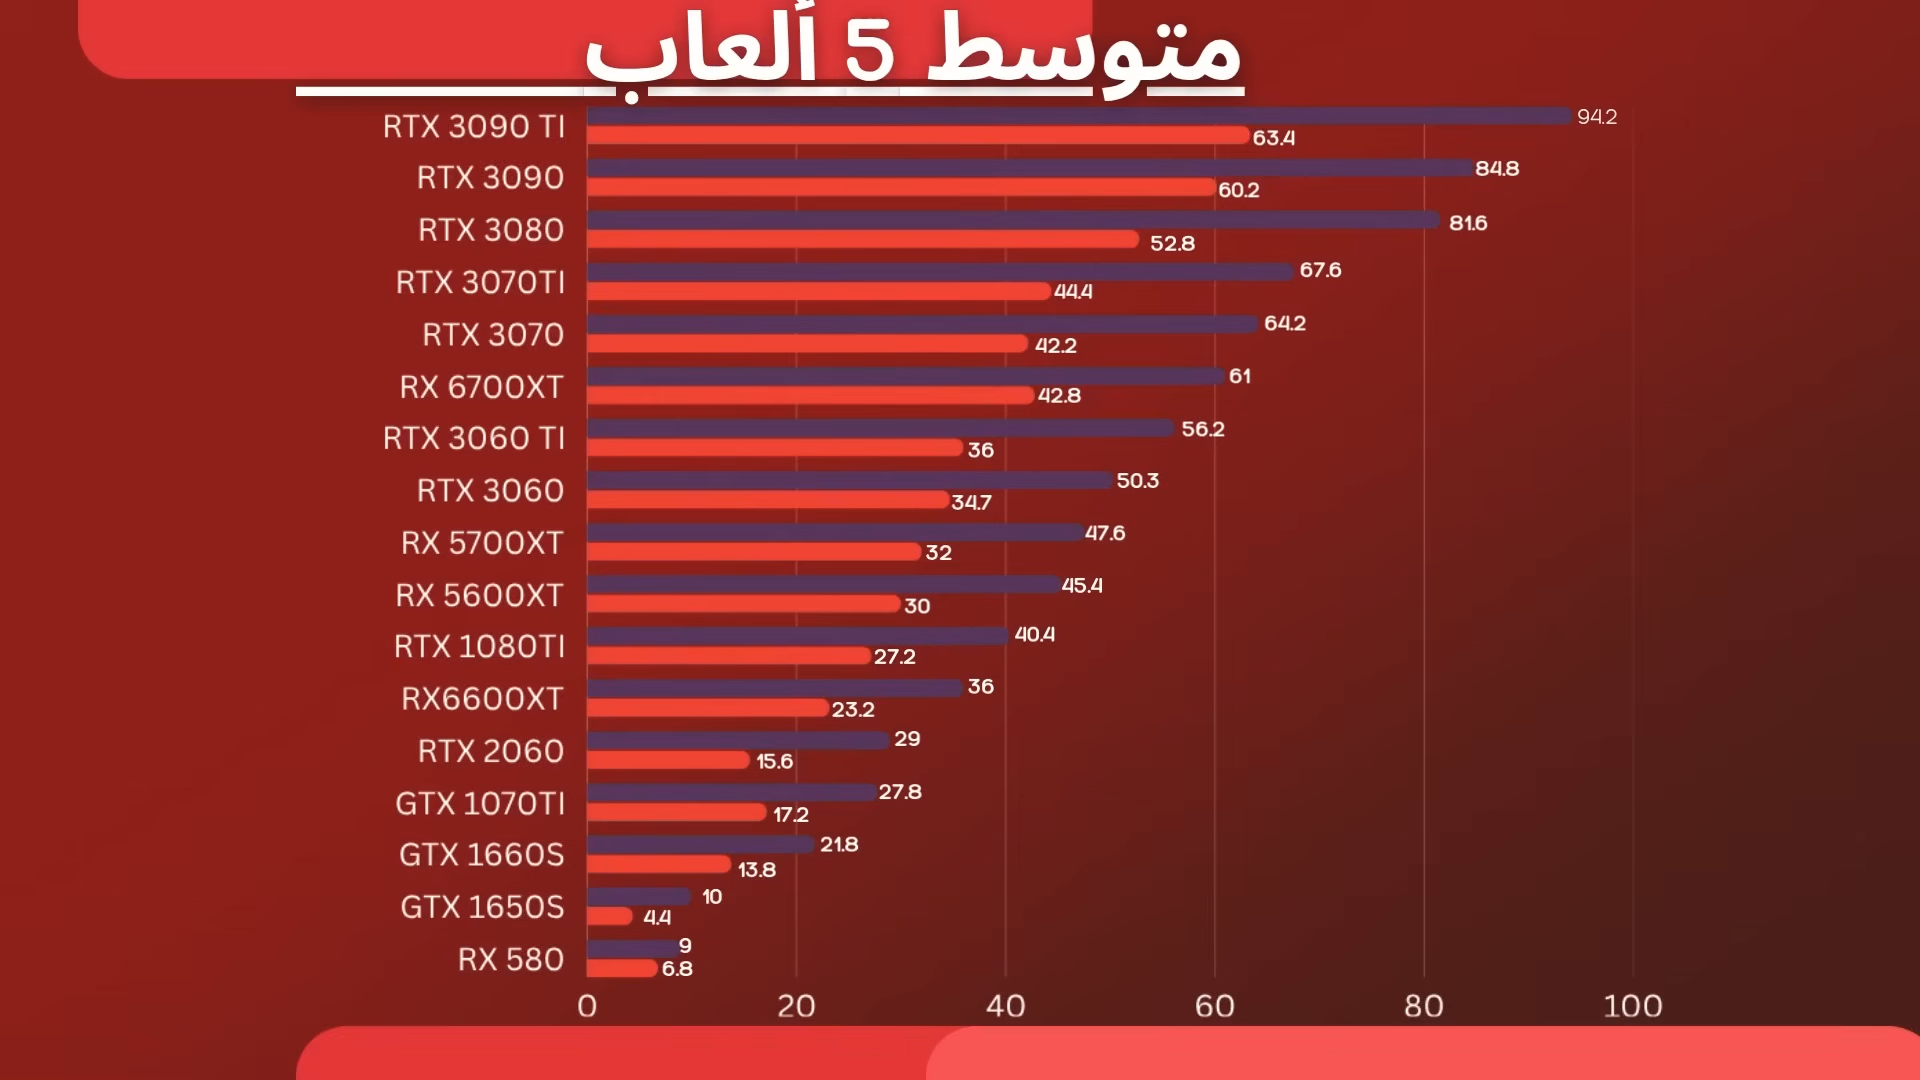 متوسط 5 ألعاب
RTX 3090 TI 94.2
63.4
RTX 3090 84.8
60.2
RTX 3080 81.6
52.8
RTX 3070TI 67.6
44.4
RTX 3070 64.2
42.2
RX 6700XT 61
42.8
RTX 3060 TI 56.2
36
RTX 3060 50.3
34.7
RX 5700XT 47.6
32
RX 5600XT 45.4
30
RTX 1080TI 40.4
27.2
RX6600XT 36
23.2
RTX 2060 29
15.6
GTX 1070TI 27.8
17.2
GTX 1660S 21.8
13.8
GTX 1650S 10
4.4
RX 580 9
6.8
0 20 40 60 80 100